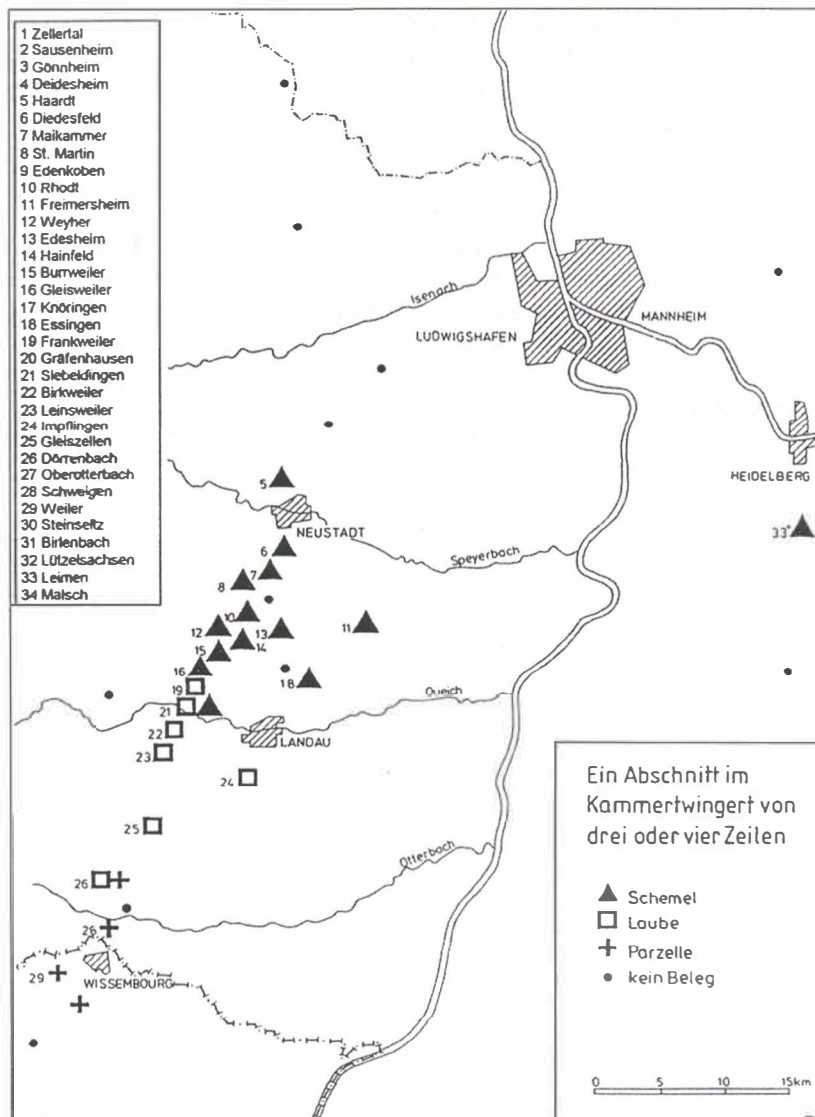 1 Zellertal
2 Sausenheim
3 Gönnheim
4 Deidesheim
5 Haardt
6 Diedesfeld
7 Maikammer
8 St. Martin
9 Edenkoben
10 Rhodt
11 Freimersheim
12 Weyher
13 Edesheim
14 Hainfeld
15 Burrweiler
16 Gleisweiler
17 Knöringen
18 Essingen
19 Frankweiler
20 Gräfenhausen
21 Siebeldingen
22 Birkweiler
23 Leinsweiler
24 Impflingen
25 Gleiszellen
26 Dörrenbach
27 Oberotterbach
28 Schweigen
29 Weiler
30 Steinseltz
31 Birlenbach
32 Lützelsachsen
33 Leimen
34 Malsch
Isenach
MANNHEIM
LUDWIGSHAFEN
HEIDELBERG
5
33
NEUSTADT
6
Speyerbach
7
8
10
11
12
13
14
15
16
18
19
Queich
21
22
LANDAU
23
24
25
Otterbach
26
28
29
WISSEMBOURG
Ein Abschnitt im
Kammertwingert von
drei oder vier Zeilen
Schemel
Laube
Parzelle
kein Beleg
0 5 10 15km